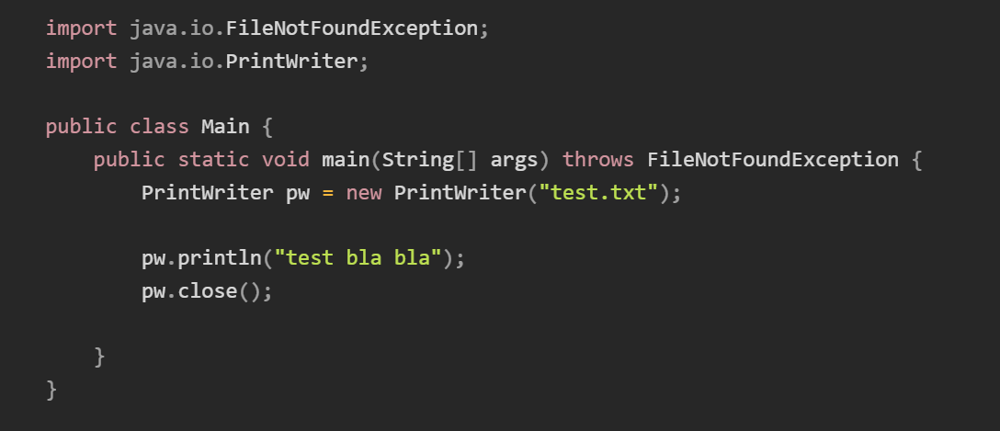 import java.io.FileNotFoundException;
import java.io.PrintWriter;

public class Main {
    public static void main(String[] args) throws FileNotFoundException {
        PrintWriter pw = new PrintWriter("test.txt");

        pw.println("test bla bla");
        pw.close();

    }
}